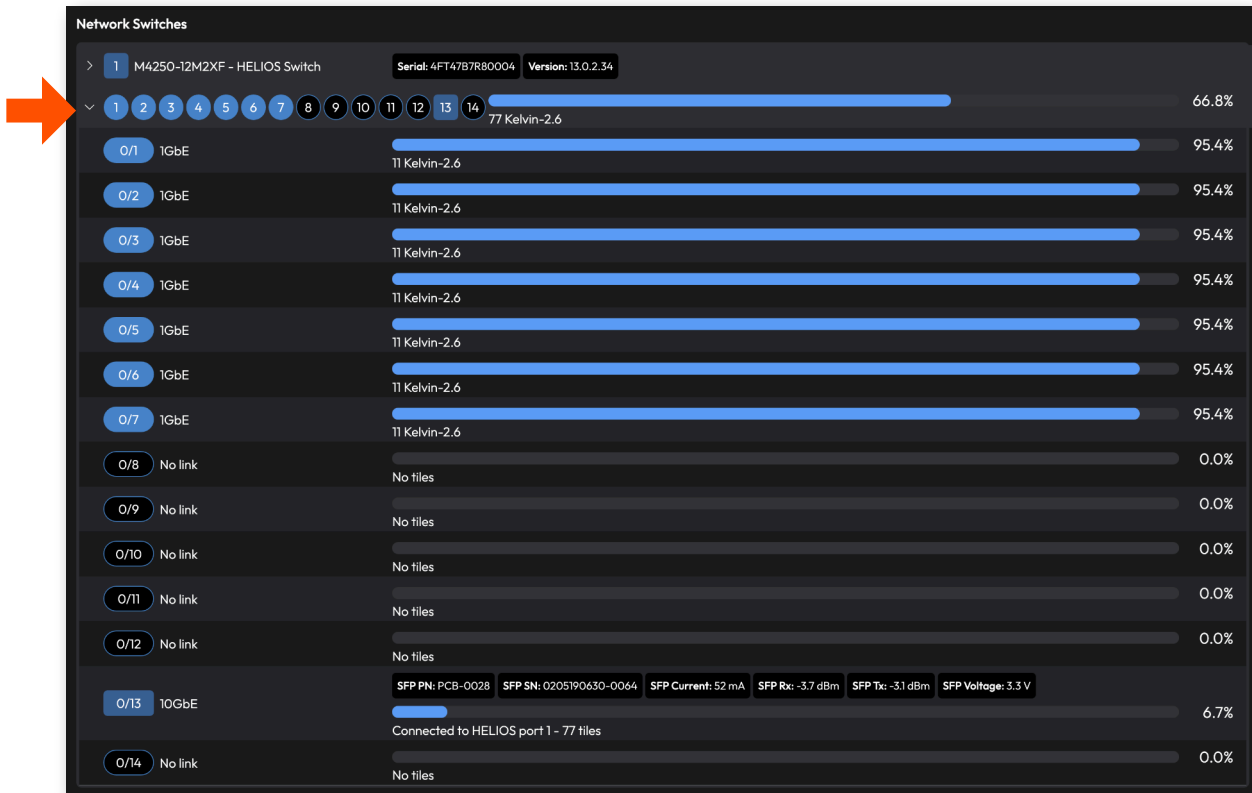 Network Switches
1 M4250-12M2XF - HELIOS Switch Serial: 4FT47B7R80004 Version: 13.0.2.34
1 2 3 4 5 6 7 8 9 10 11 12 13 14 66.8%
77 Kelvin-2.6
0/1 1GbE 95.4%
11 Kelvin-2.6
0/2 1GbE 95.4%
11 Kelvin-2.6
0/3 1GbE 95.4%
11 Kelvin-2.6
0/4 1GbE 95.4%
11 Kelvin-2.6
0/5 1GbE 95.4%
11 Kelvin-2.6
0/6 1GbE 95.4%
11 Kelvin-2.6
0/7 1GbE 95.4%
11 Kelvin-2.6
0/8 No link 0.0%
No tiles
0/9 No link 0.0%
No tiles
0/10 No link 0.0%
No tiles
0/11 No link 0.0%
No tiles
0/12 No link 0.0%
No tiles
SFP PN: PCB-0028 SFP SN: 0205190630-0064 SFP Current: 52 mA SFP Rx: -3.7 dBm SFP Tx: -3.1 dBm SFP Voltage: 3.3 V
0/13 10GbE 6.7%
Connected to HELIOS port 1 - 77 tiles
0/14 No link 0.0%
No tiles